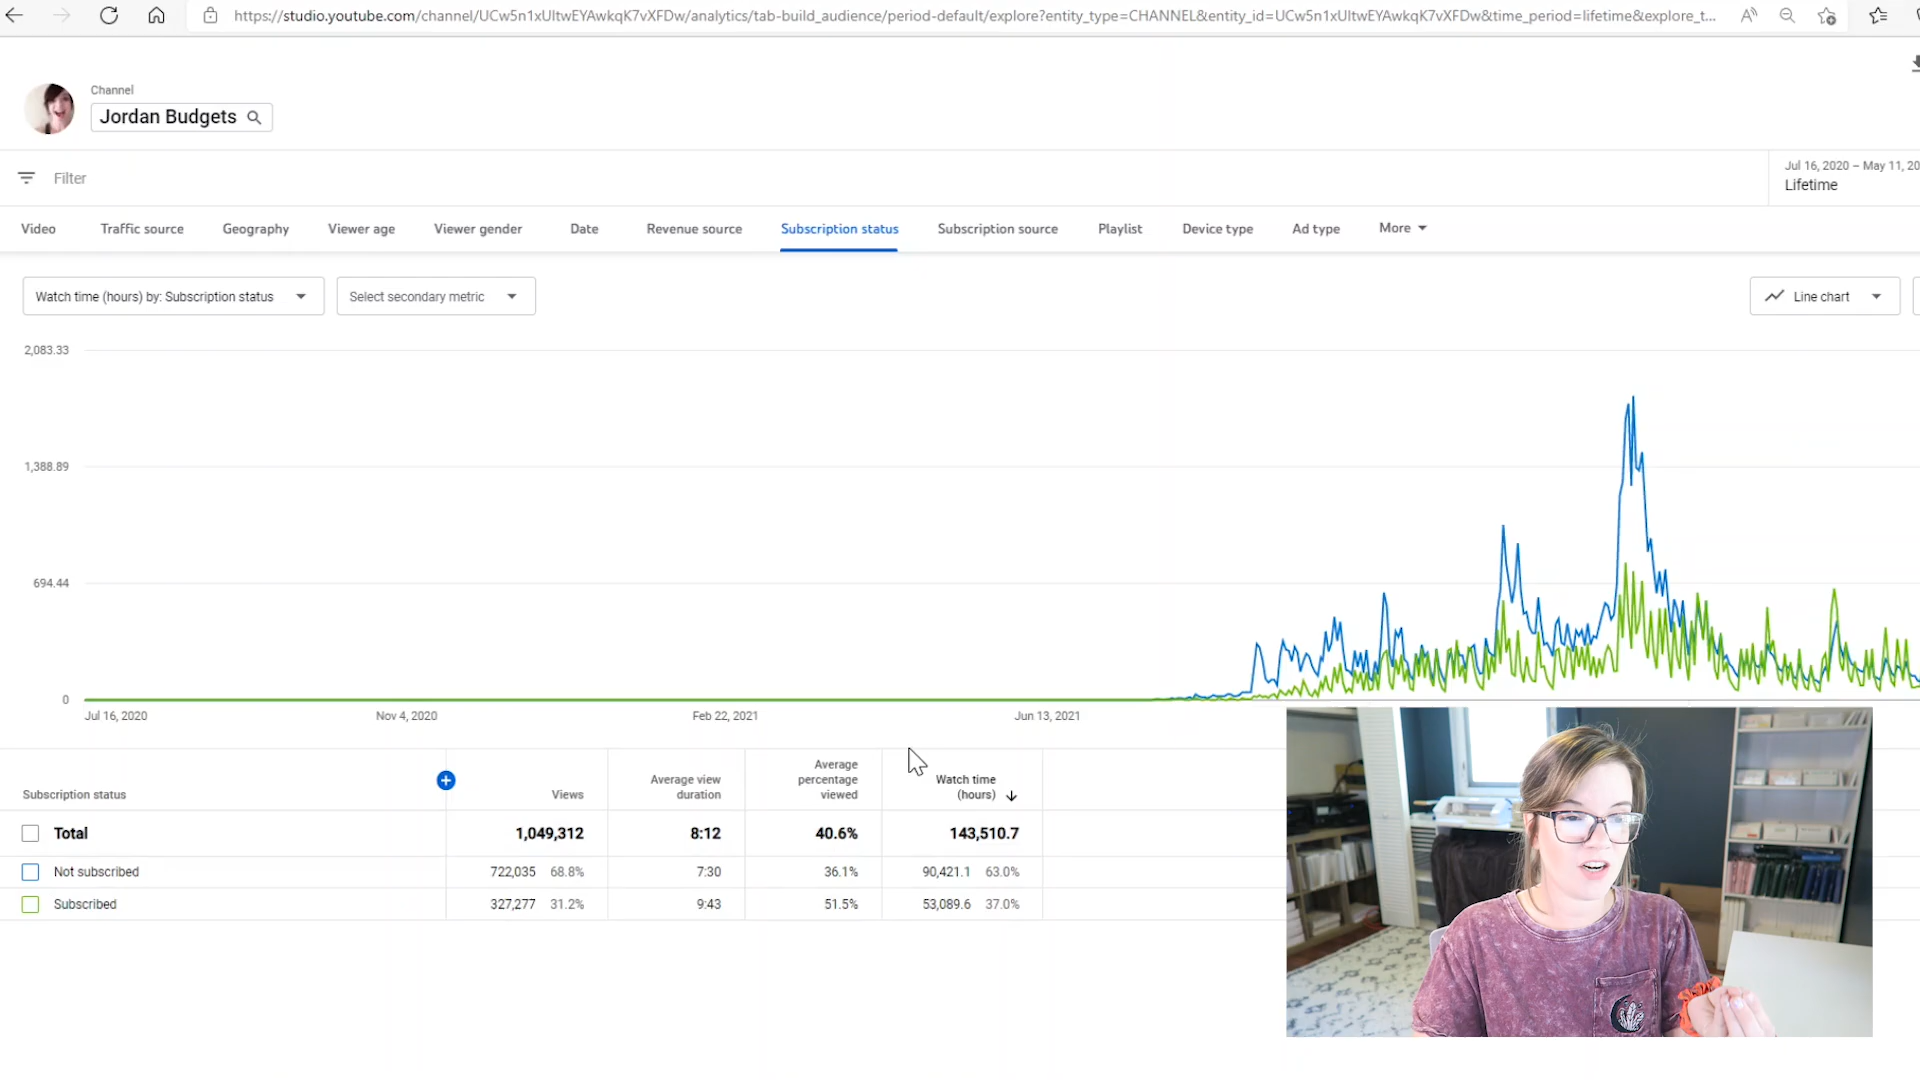 https://studio.youtube.com/channel/UCw5n1xUItwEYAwkqK7vXFDw/analytics/tab-build_audience/period-default/explore?entity_type=CHANNEL&entity_id=UCw5n1xUItwEYAwkqK7vXFDw&time_period=lifetime&explore_t...
Channel
Jordan Budgets
Filter
Jul 16, 2020 – May 11, 20
Lifetime
Video Traffic source Geography Viewer age Viewer gender Date Revenue source Subscription status Subscription source Playlist Device type Ad type More
Watch time (hours) by: Subscription status Select secondary metric Line chart
2,083.33
1,388.89
694.44
0
Jul 16, 2020 Nov 4, 2020 Feb 22, 2021 Jun 13, 2021
Subscription status Views Average view duration Average percentage viewed Watch time (hours)
Total 1,049,312 8:12 40.6% 143,510.7
Not subscribed 722,035 68.8% 7:30 36.1% 90,421.1 63.0%
Subscribed 327,277 31.2% 9:43 51.5% 53,089.6 37.0%